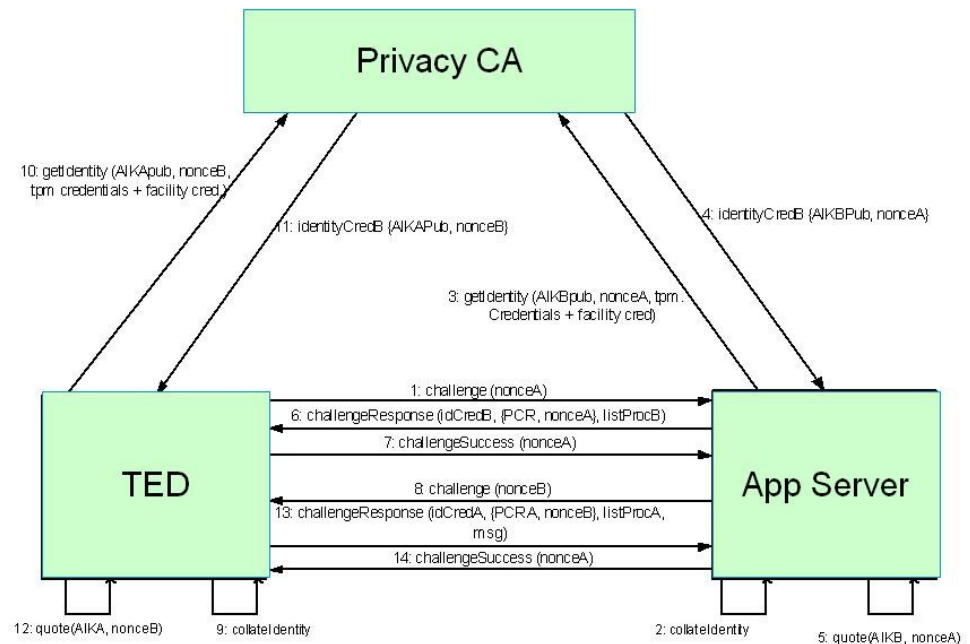 Privacy CA
10: getIdentity (AIKApub, nonceB,
tpm credentials + facility cred,)
11: identityCredB {AIKAPub, nonceB}
4: identityCredB {AIKBPub, nonceA}
3: getIdentity (AIKBpub, nonceA, tpm.
Credentials + facility cred)
1: challenge (nonceA)
6: challengeResponse (idCredB, {PCR, nonceA}, listProcB)
7: challengeSuccess (nonceA)
TED
App Server
8: challenge (nonceB)
13: challengeResponse (idCredA, {PCRA, nonceB}, listProcA,
msg)
14: challengeSuccess (nonceA)
12: quote(AIKA, nonceB)
9: collateIdentity
2: collateIdentity
5: quote(AIKB, nonceA)